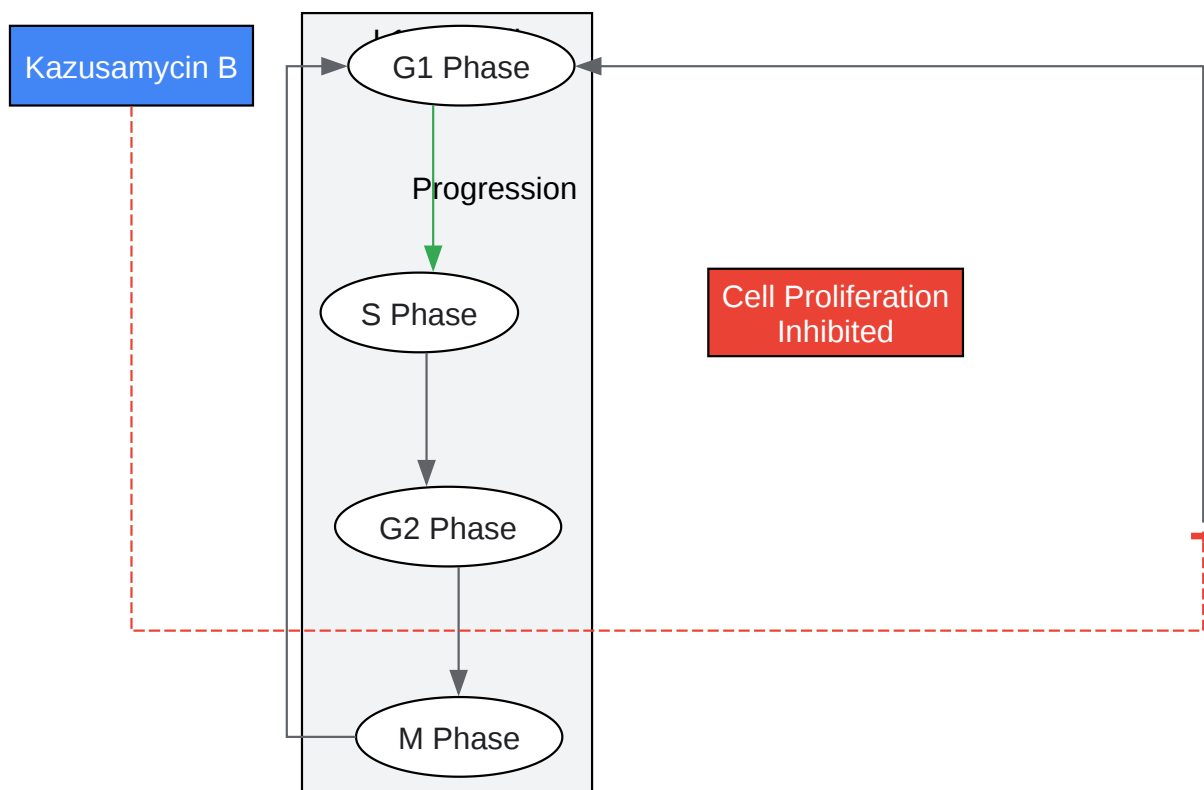 Kazusamycin B
G1 Phase
Progression
S Phase
Cell Proliferation
Inhibited
G2 Phase
M Phase